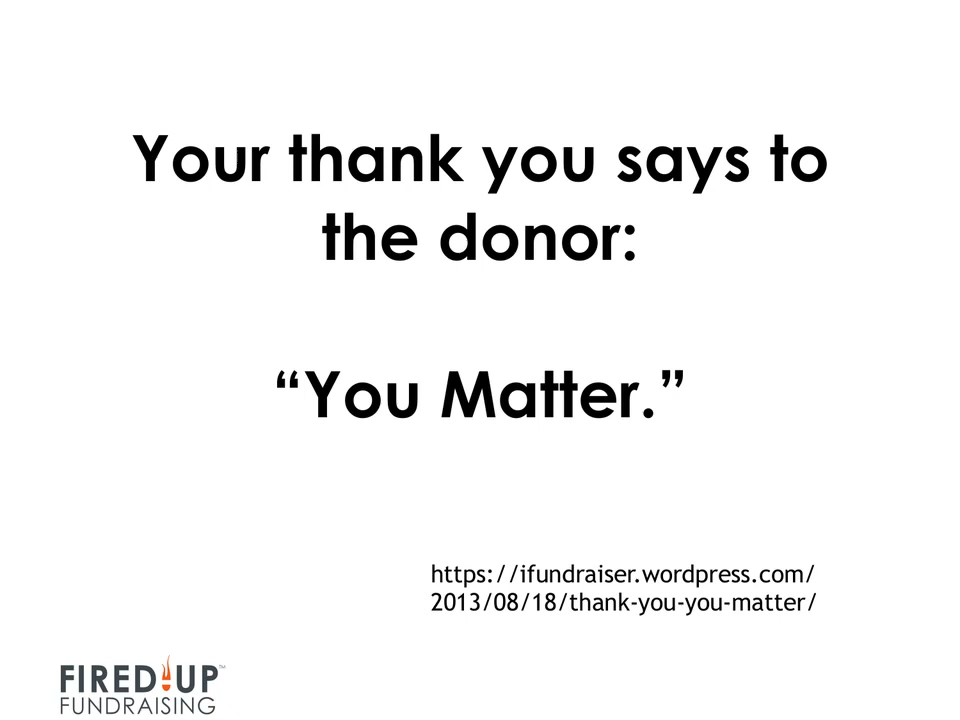 Your thank you says to
the donor:
“You Matter.”
https://ifundraiser.wordpress.com/
2013/08/18/thank-you-you-matter/
FIRED UP™
FUNDRAISING